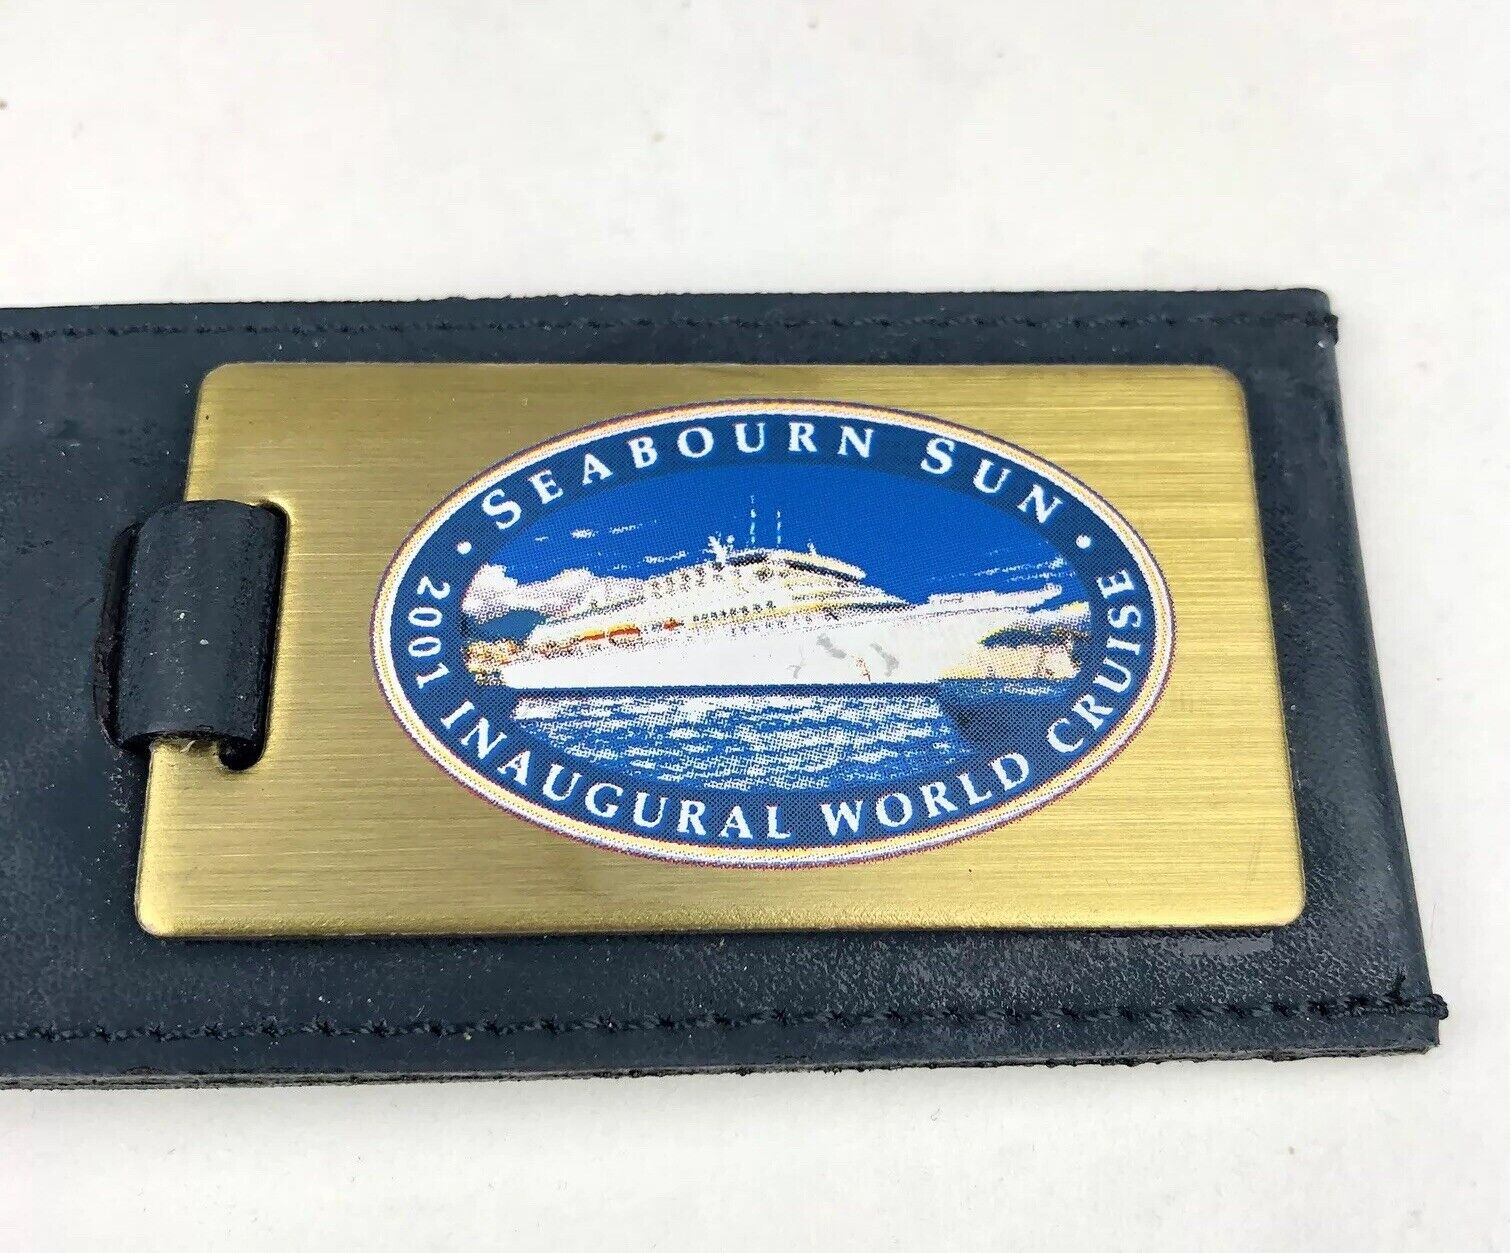 • SEABOURN SUN •
2001 INAUGURAL WORLD CRUISE